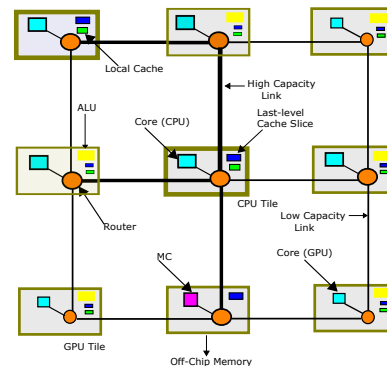 Local Cache
High Capacity
Link
ALU
Core (CPU)
Last-level
Cache Slice
CPU Tile
Router
Low Capacity
Link
MC
Core (GPU)
GPU Tile
Off-Chip Memory